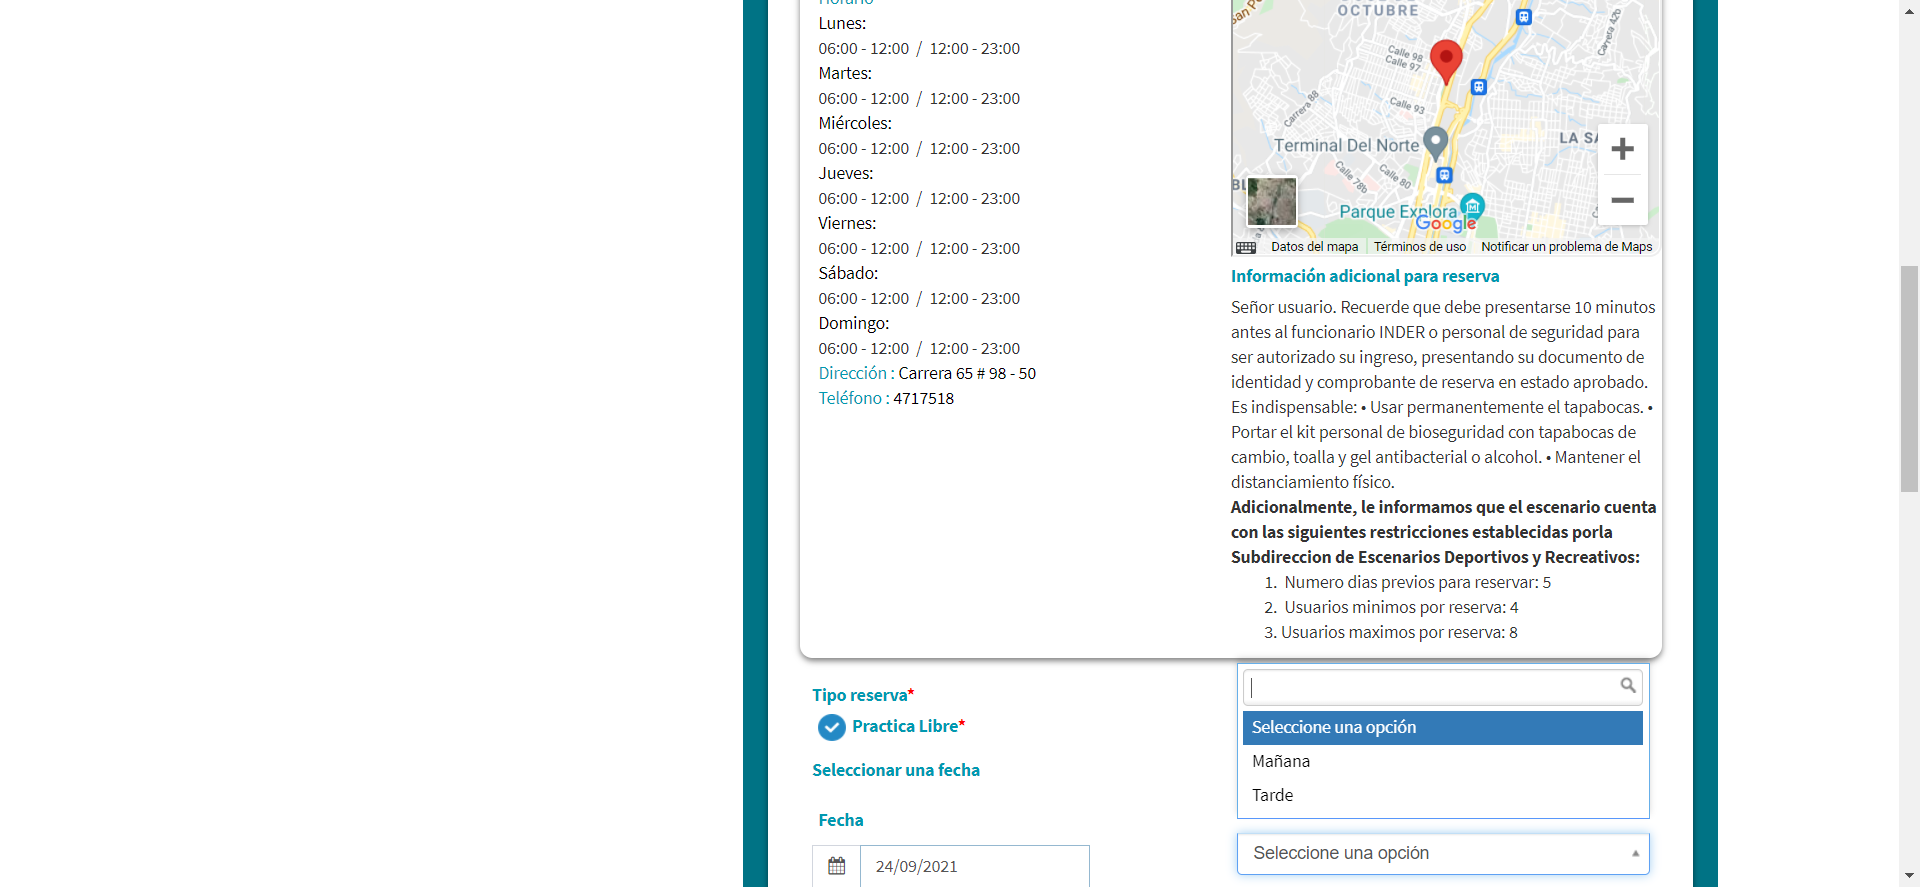 Horario
Lunes:
06:00 - 12:00 / 12:00 - 23:00
Martes:
06:00 - 12:00 / 12:00 - 23:00
Miércoles:
06:00 - 12:00 / 12:00 - 23:00
Jueves:
06:00 - 12:00 / 12:00 - 23:00
Viernes:
06:00 - 12:00 / 12:00 - 23:00
Sábado:
06:00 - 12:00 / 12:00 - 23:00
Domingo:
06:00 - 12:00 / 12:00 - 23:00
Dirección : Carrera 65 # 98 - 50
Teléfono : 4717518
San P
OCTUBRE
Carrera 42b
Calle 98
Calle 97
Carrera 88
Calle 93
Terminal Del Norte
LA SA
Calle 78b
Calle 80
BL
Parque Explora
Google
Datos del mapa
Términos de uso
Notificar un problema de Maps
Información adicional para reserva
Señor usuario. Recuerde que debe presentarse 10 minutos
antes al funcionario INDER o personal de seguridad para
ser autorizado su ingreso, presentando su documento de
identidad y comprobante de reserva en estado aprobado.
Es indispensable: • Usar permanentemente el tapabocas. •
Portar el kit personal de bioseguridad con tapabocas de
cambio, toalla y gel antibacterial o alcohol. • Mantener el
distanciamiento físico.
Adicionalmente, le informamos que el escenario cuenta
con las siguientes restricciones establecidas porla
Subdireccion de Escenarios Deportivos y Recreativos:
1. Numero dias previos para reservar: 5
2. Usuarios minimos por reserva: 4
3. Usuarios maximos por reserva: 8
Tipo reserva*
Practica Libre*
Seleccionar una fecha
Fecha
24/09/2021
Seleccione una opción
Mañana
Tarde
Seleccione una opción